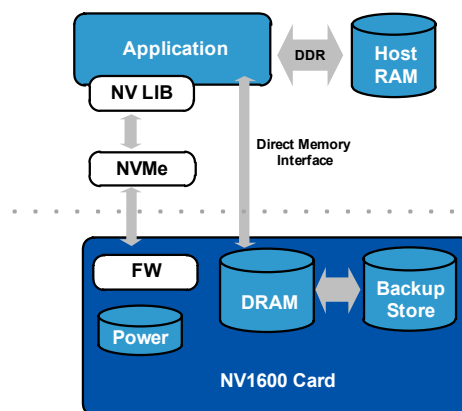 Application
DDR
Host
RAM
NV LIB
Direct Memory
Interface
NVMe
FW
DRAM
Backup
Store
Power
NV1600 Card